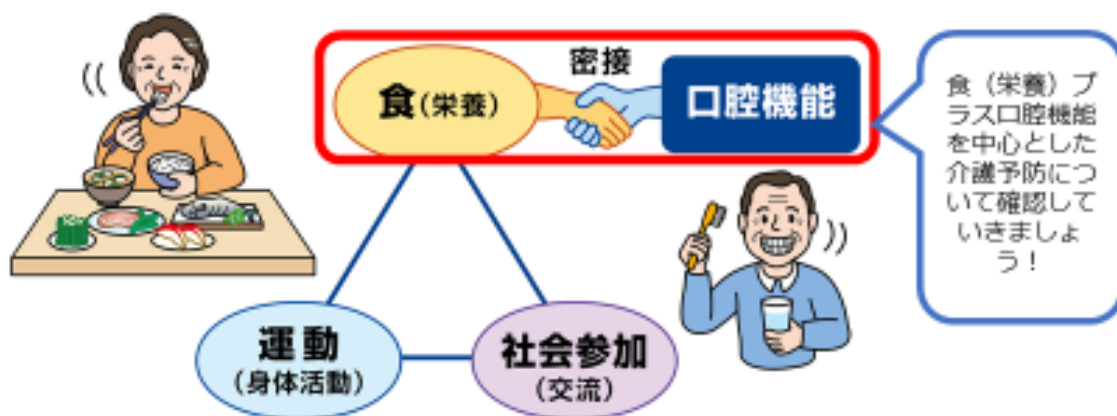 密接
食(栄養)
口腔機能
食（栄養）プ
ラス口腔機能
を中心とした
介護予防につ
いて確認して
いきましょ
う！
運動
(身体活動)
社会参加
(交流)